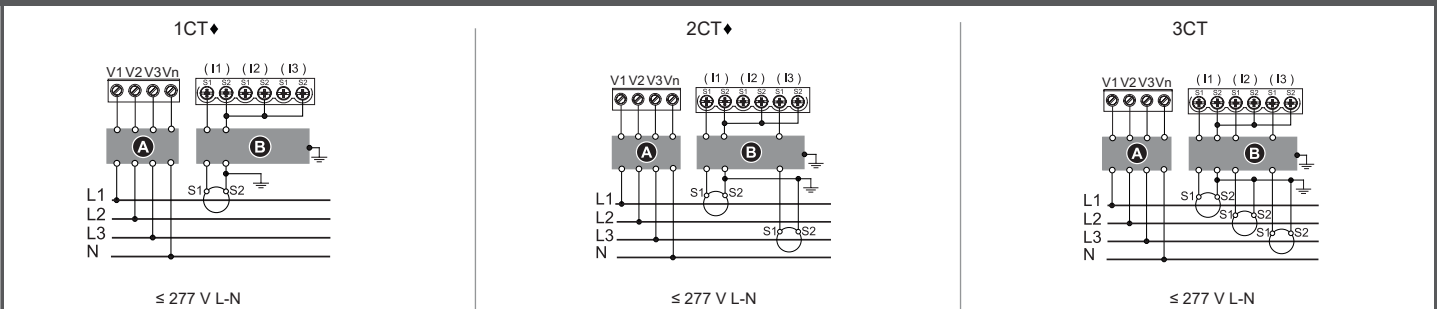 1CT♦
V1 V2 V3 Vn
( I1 ) ( I2 ) ( I3 )
S1 S2 S1 S2 S1 S2
A
B
S1 S2
L1
L2
L3
N
≤ 277 V L-N
2CT♦
V1 V2 V3 Vn
( I1 ) ( I2 ) ( I3 )
S1 S2 S1 S2 S1 S2
A
B
S1 S2
L1
L2
S1 S2
L3
N
≤ 277 V L-N
3CT
V1 V2 V3 Vn
( I1 ) ( I2 ) ( I3 )
S1 S2 S1 S2 S1 S2
A
B
S1 S2
L1
S1 S2
L2
S1 S2
L3
N
≤ 277 V L-N